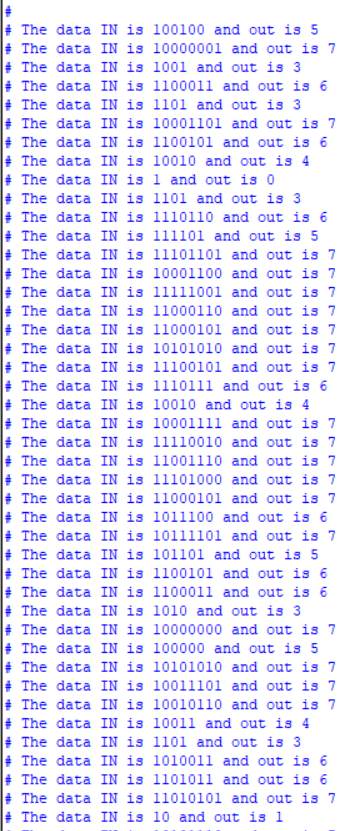 #
# The data IN is 100100 and out is 5
# The data IN is 10000001 and out is 7
# The data IN is 1001 and out is 3
# The data IN is 1100011 and out is 6
# The data IN is 1101 and out is 3
# The data IN is 10001101 and out is 7
# The data IN is 1100101 and out is 6
# The data IN is 10010 and out is 4
# The data IN is 1 and out is 0
# The data IN is 1101 and out is 3
# The data IN is 1110110 and out is 6
# The data IN is 111101 and out is 5
# The data IN is 11101101 and out is 7
# The data IN is 10001100 and out is 7
# The data IN is 11111001 and out is 7
# The data IN is 11000110 and out is 7
# The data IN is 11000101 and out is 7
# The data IN is 10101010 and out is 7
# The data IN is 11100101 and out is 7
# The data IN is 1110111 and out is 6
# The data IN is 10010 and out is 4
# The data IN is 10001111 and out is 7
# The data IN is 11110010 and out is 7
# The data IN is 11001110 and out is 7
# The data IN is 11101000 and out is 7
# The data IN is 11000101 and out is 7
# The data IN is 1011100 and out is 6
# The data IN is 10111101 and out is 7
# The data IN is 101101 and out is 5
# The data IN is 1100101 and out is 6
# The data IN is 1100011 and out is 6
# The data IN is 1010 and out is 3
# The data IN is 10000000 and out is 7
# The data IN is 100000 and out is 5
# The data IN is 10101010 and out is 7
# The data IN is 10011101 and out is 7
# The data IN is 10010110 and out is 7
# The data IN is 10011 and out is 4
# The data IN is 1101 and out is 3
# The data IN is 1010011 and out is 6
# The data IN is 1101011 and out is 6
# The data IN is 11010101 and out is 7
# The data IN is 10 and out is 1